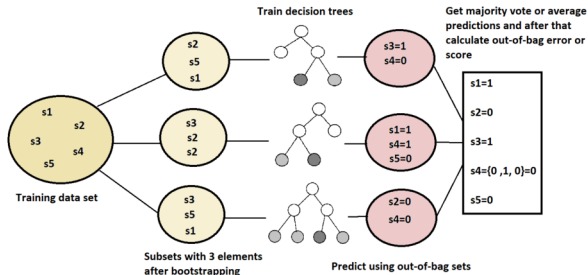 Train decision trees
Get majority vote or average
predictions and after that
calculate out-of-bag error or
score
s1
s2
s3
s4
s5
Training data set
s2
s5
s1
s3
s2
s2
s3
s5
s1
Subsets with 3 elements
after bootstrapping
s3=1
s4=0
s1=1
s4=1
s5=0
s2=0
s4=0
Predict using out-of-bag sets
s1=1
s2=0
s3=1
s4={0 ,1, 0}=0
s5=0